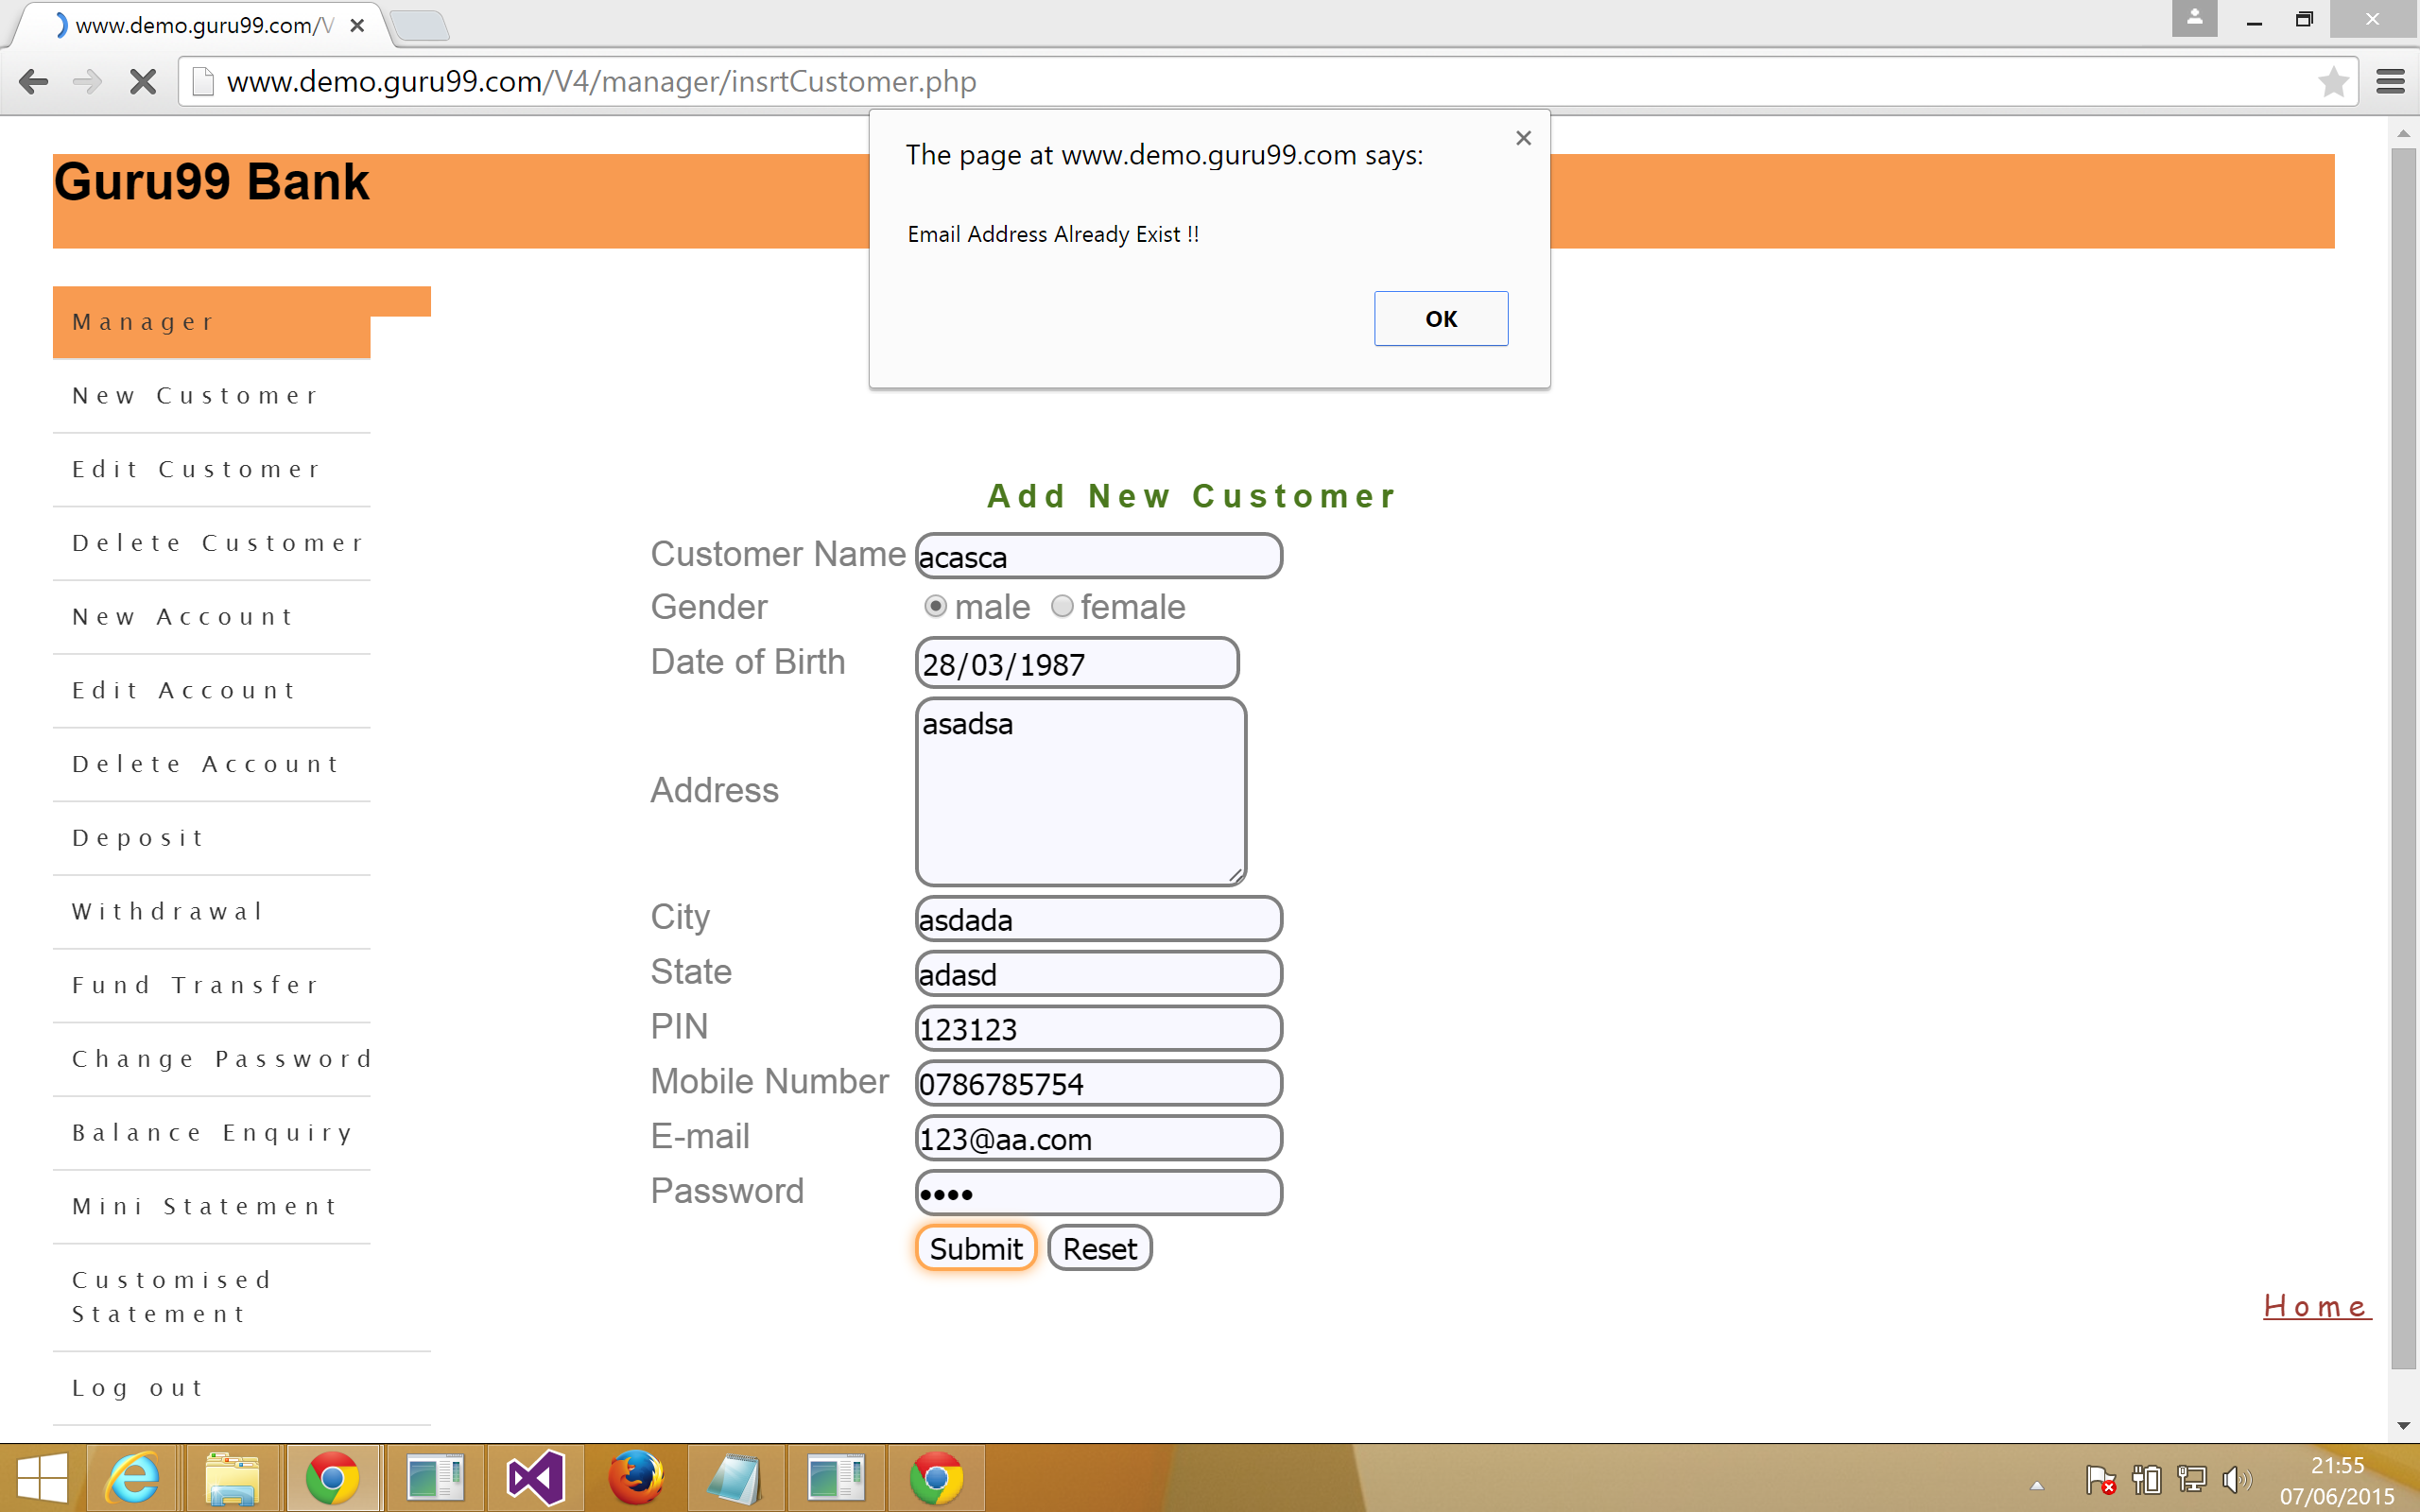 www.demo.guru99.com/V
www.demo.guru99.com/V4/manager/insrtCustomer.php
The page at www.demo.guru99.com says:
Email Address Already Exist !!
OK
Guru99 Bank
Manager
New Customer
Edit Customer
Delete Customer
New Account
Edit Account
Delete Account
Deposit
Withdrawal
Fund Transfer
Change Password
Balance Enquiry
Mini Statement
Customised
Statement
Log out
Add New Customer
Customer Name acasca
Gender male female
Date of Birth 28/03/1987
Address asadsa
City asdada
State adasd
PIN 123123
Mobile Number 0786785754
E-mail 123@aa.com
Password ••••
Submit Reset
Home
21:55
07/06/2015